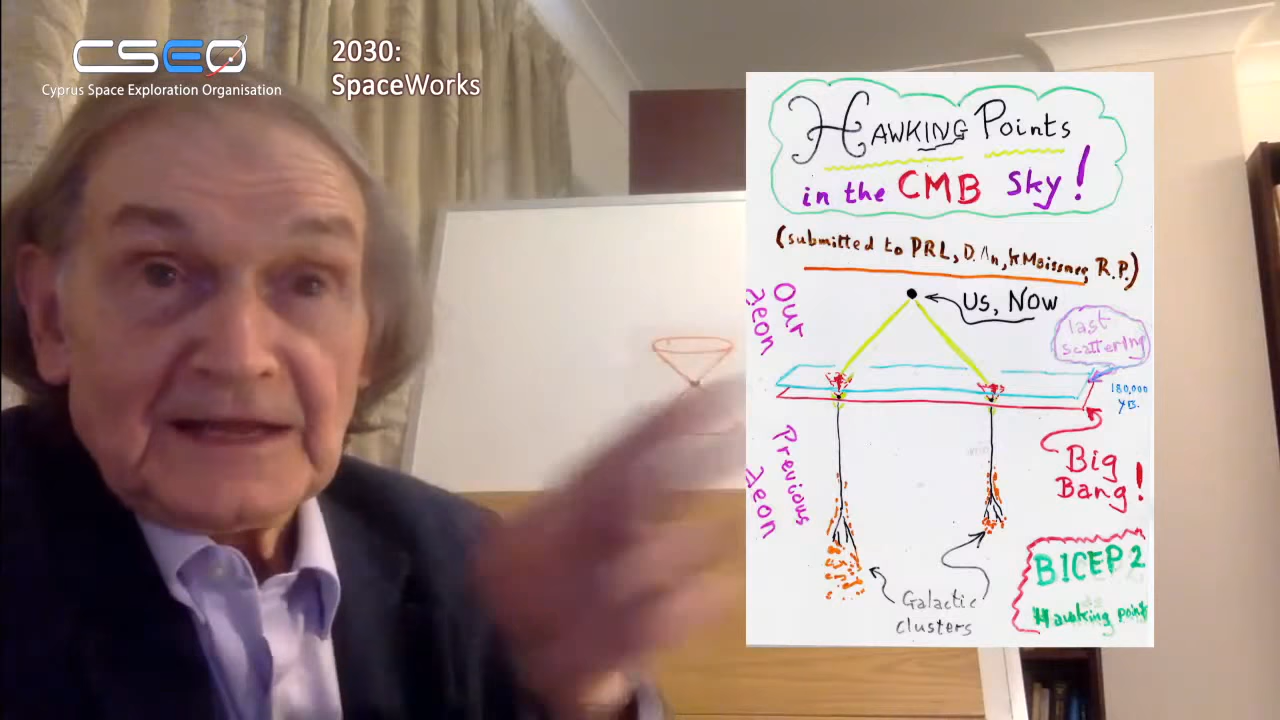 CSEO
Cyprus Space Exploration Organisation
2030:
SpaceWorks
HAWKING Points
in the CMB Sky!
(submitted to PRL, D. An, K Meissner, R.P.)
Our
aeon
Us, Now
last
scattering
180,000
Big
Bang!
Previous
aeon
Galactic
clusters
BICEP 2
Hawking point